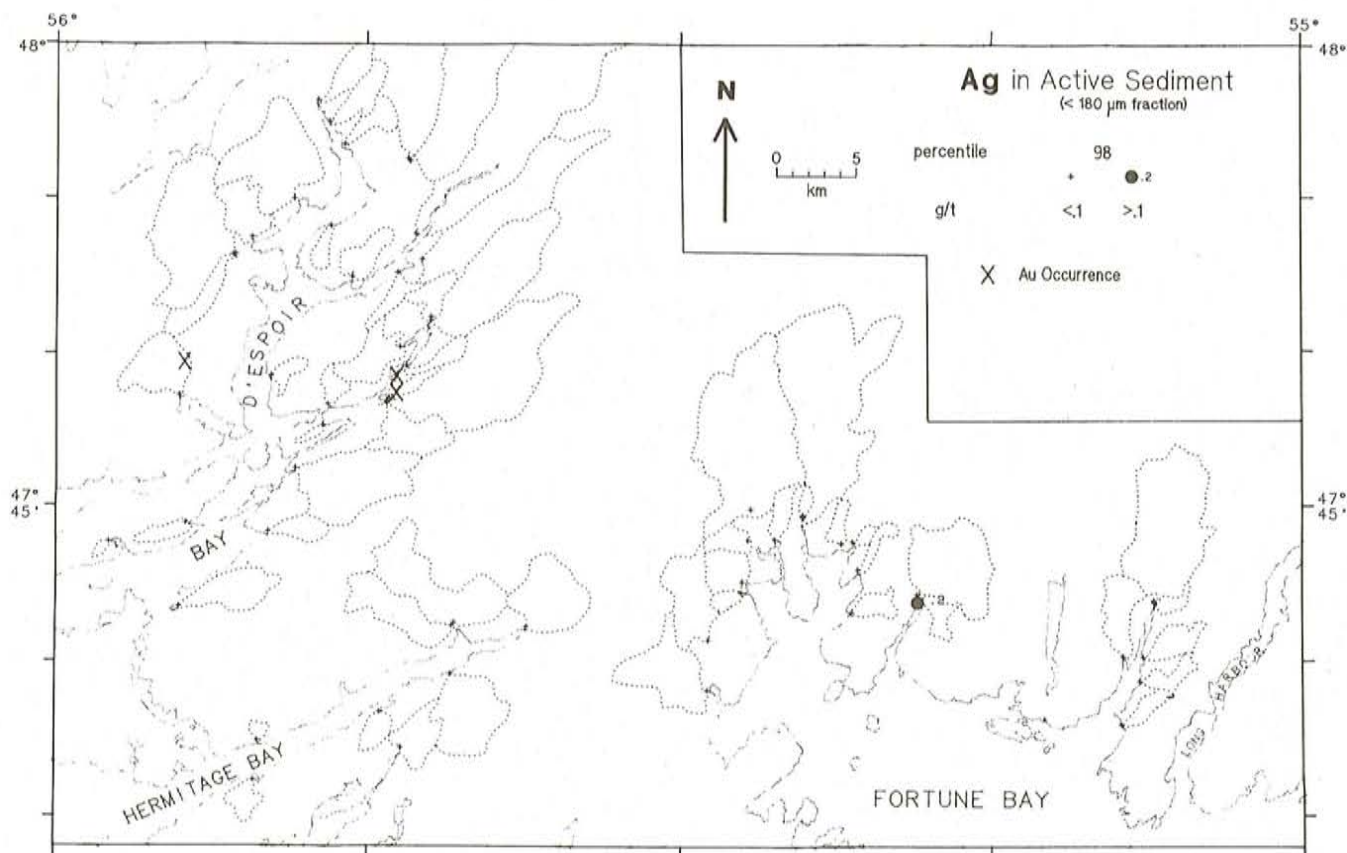 56°
55°
48°
48°
N
Ag in Active Sediment
(< 180 µm fraction)
0 5
km
percentile 98
+ .2
g/t <.1 >.1
X Au Occurrence
D'ESPOIR
47°
45'
47°
45'
BAY
.2
LONG HARBOUR
HERMITAGE BAY
FORTUNE BAY